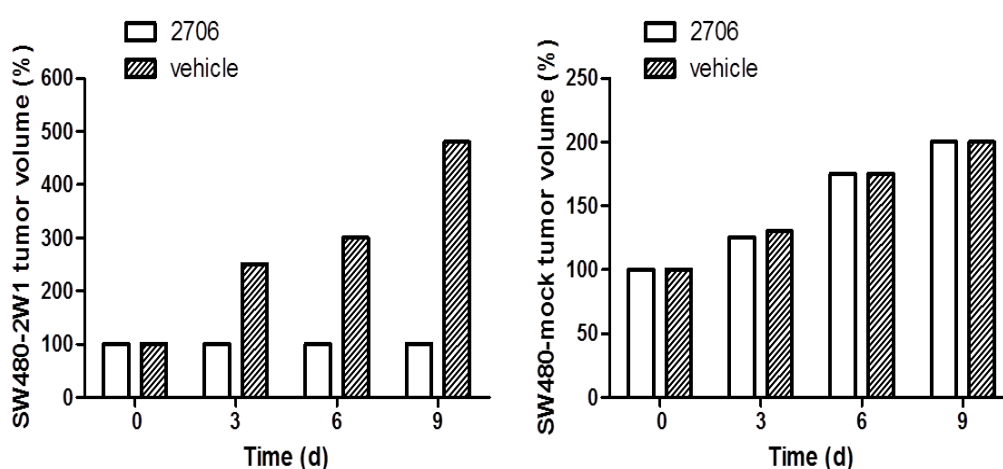 2706
vehicle
SW480-2W1 tumor volume (%)
600
500
400
300
200
100
0
0 3 6 9
Time (d)
2706
vehicle
SW480-mock tumor volume (%)
250
200
150
100
50
0
0 3 6 9
Time (d)